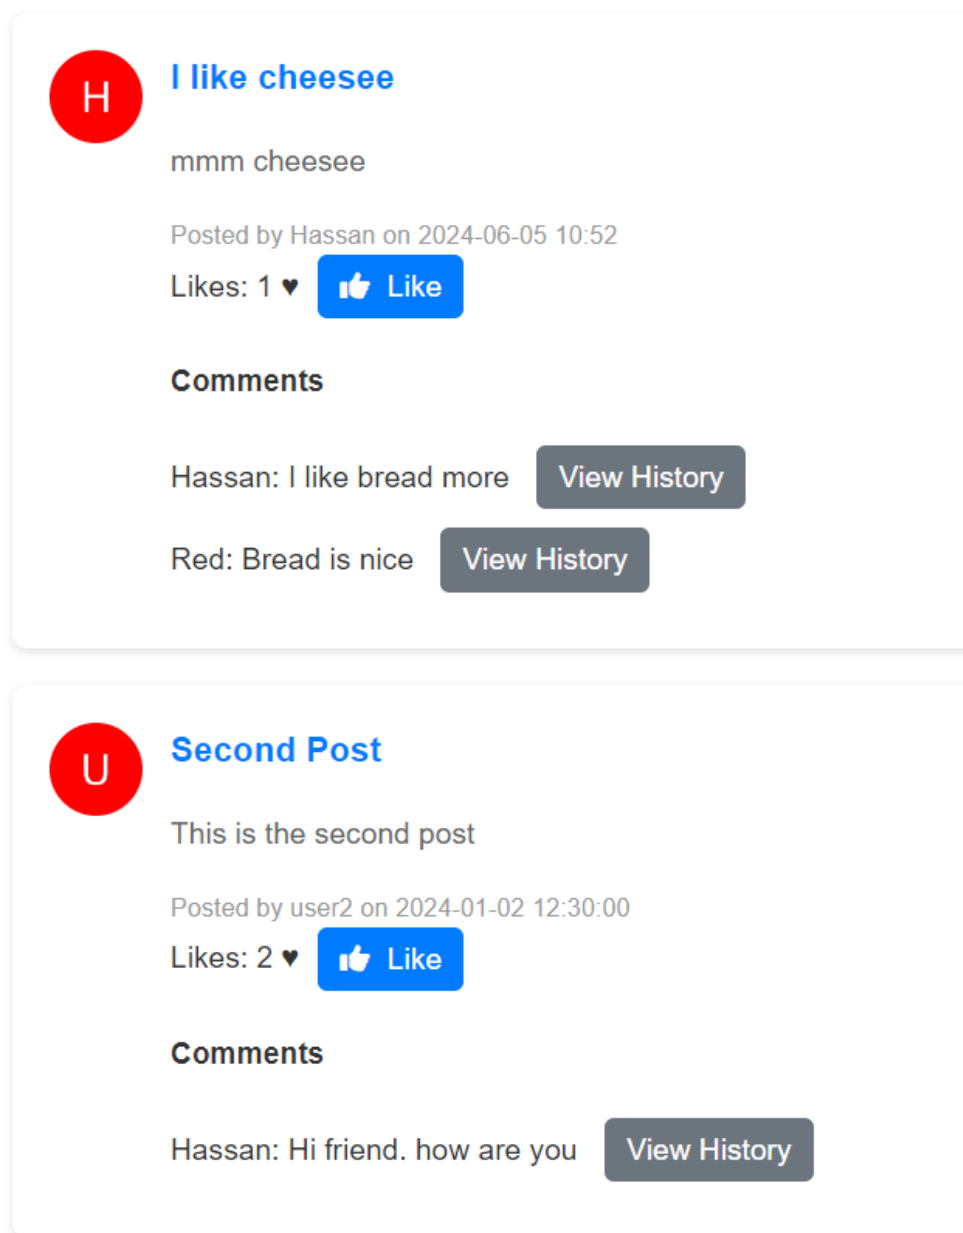 H
I like cheesee
mmm cheesee
Posted by Hassan on 2024-06-05 10:52
Likes: 1 ♥ Like
Comments
Hassan: I like bread more View History
Red: Bread is nice View History
U
Second Post
This is the second post
Posted by user2 on 2024-01-02 12:30:00
Likes: 2 ♥ Like
Comments
Hassan: Hi friend. how are you View History